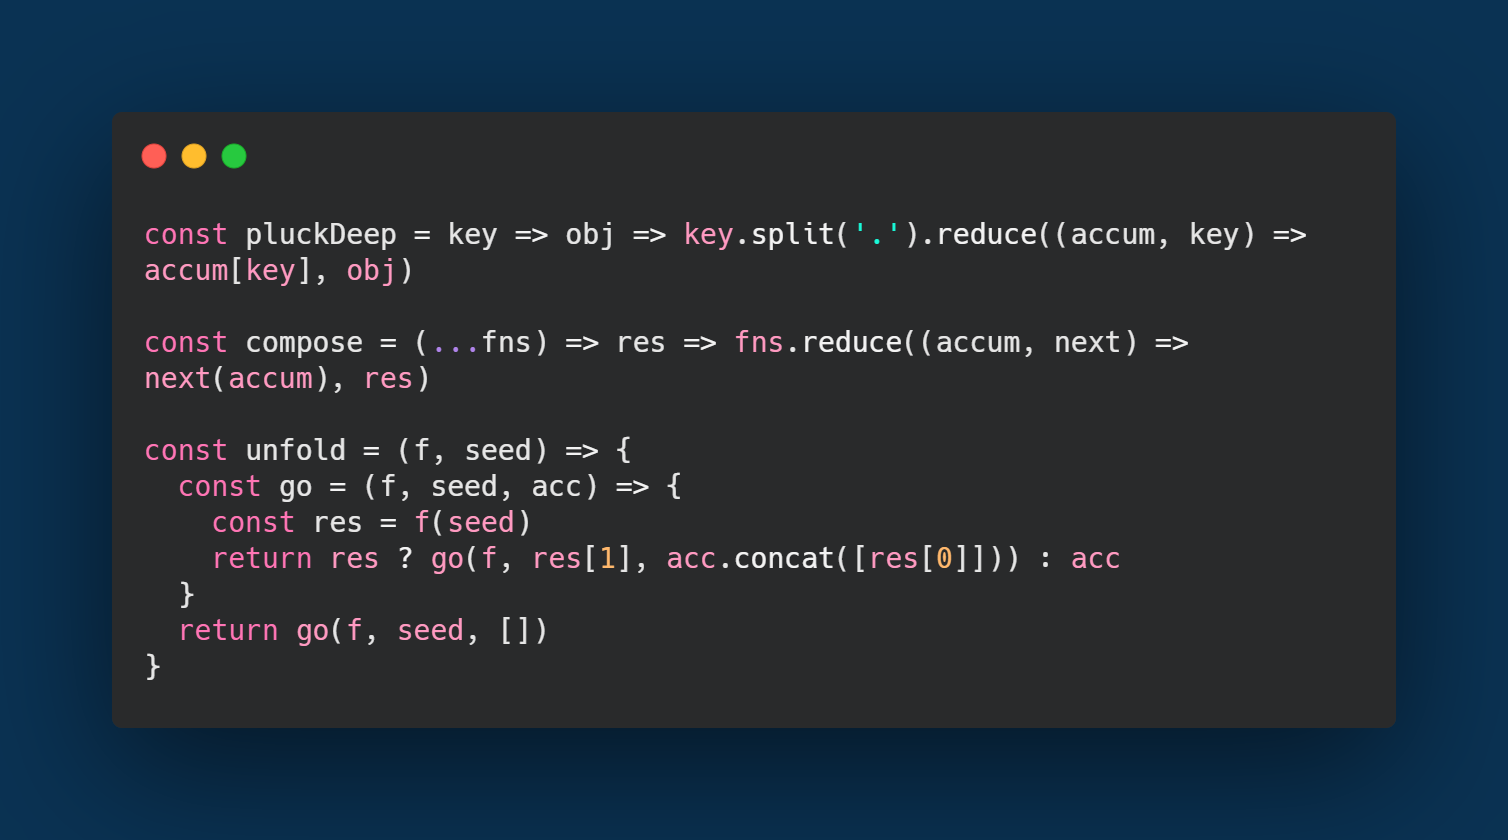 const pluckDeep = key => obj => key.split('.').reduce((accum, key) =>
accum[key], obj)

const compose = (...fns) => res => fns.reduce((accum, next) =>
next(accum), res)

const unfold = (f, seed) => {
  const go = (f, seed, acc) => {
    const res = f(seed)
    return res ? go(f, res[1], acc.concat([res[0]])) : acc
  }
  return go(f, seed, [])
}